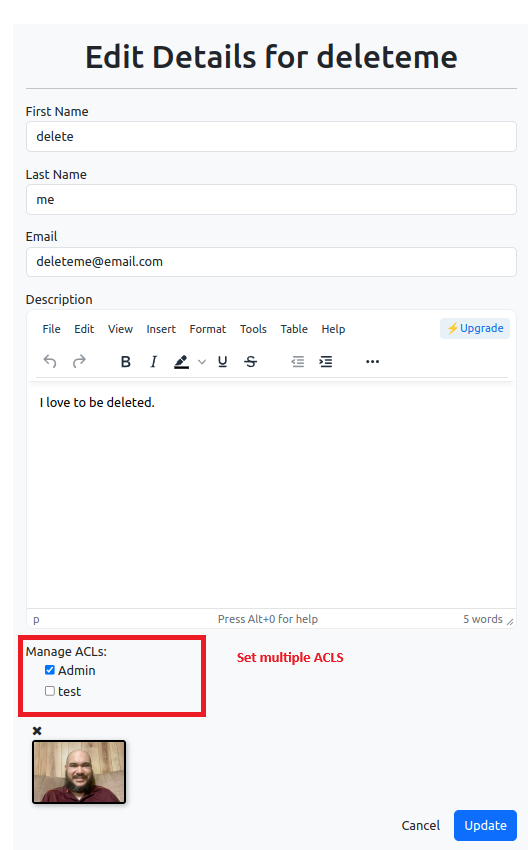 Edit Details for deleteme
First Name
delete
Last Name
me
Email
deleteme@email.com
Description
File Edit View Insert Format Tools Table Help ⚡Upgrade
B I U S ...
I love to be deleted.
p Press Alt+0 for help 5 words
Manage ACLs:
Admin
Set multiple ACLS
test
Cancel Update